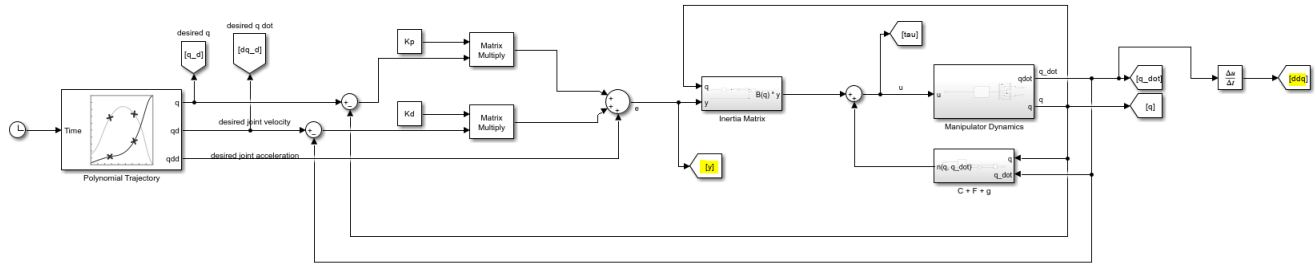 desired q
[q_d]
desired q dot
[dq_d]
Kp
Matrix
Multiply
Time
q
qd
qdd
Polynomial Trajectory
desired joint velocity
desired joint acceleration
Kd
Matrix
Multiply
e
[y]
q
y
B(q) * y
Inertia Matrix
[tau]
u
u
qdot
q
Manipulator Dynamics
q_dot
q
[q_dot]
[q]
Δu
Δt
[ddq]
n(q, q_dot)
q
q_dot
C + F + g